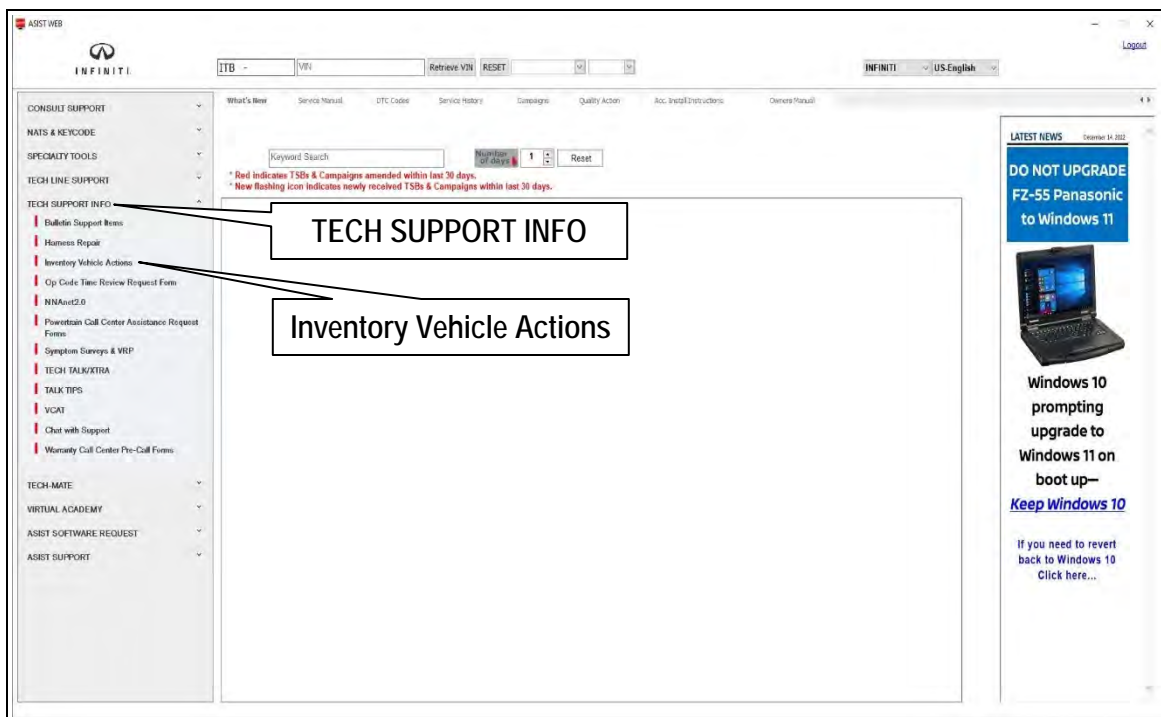 ASIST WEB
Logout
INFINITI
ITB -
VIN
Retrieve VIN
RESET
INFINITI
US-English
What's New
Service Manual
DTC Codes
Service History
Campaigns
Quality Action
Acc. Install Instructions
Owners Manual
CONSULT SUPPORT
NATS & KEYCODE
SPECIALTY TOOLS
TECH LINE SUPPORT
TECH SUPPORT INFO
Bulletin Support Items
Harness Repair
Inventory Vehicle Actions
Op Code Time Review Request Form
NNAnet2.0
Powertrain Call Center Assistance Request
Forms
Symptom Surveys & VRP
TECH TALK/XTRA
TALK TIPS
VCAT
Chat with Support
Warranty Call Center Pre-Call Forms
TECH-MATE
VIRTUAL ACADEMY
ASIST SOFTWARE REQUEST
ASIST SUPPORT
Keyword Search
Number
of days
1
Reset
* Red indicates TSBs & Campaigns amended within last 30 days.
* New flashing icon indicates newly received TSBs & Campaigns within last 30 days.
TECH SUPPORT INFO
Inventory Vehicle Actions
LATEST NEWS
December 14, 2022
DO NOT UPGRADE
FZ-55 Panasonic
to Windows 11
Windows 10
prompting
upgrade to
Windows 11 on
boot up—
Keep Windows 10
If you need to revert
back to Windows 10
Click here...